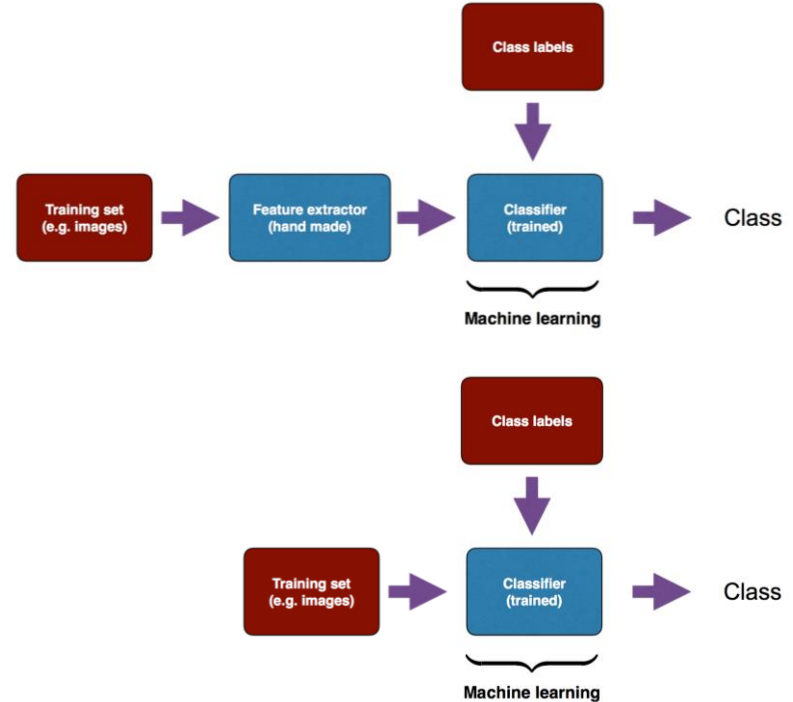 Class labels
Training set
(e.g. images)
Feature extractor
(hand made)
Classifier
(trained)
Class
Machine learning
Class labels
Training set
(e.g. images)
Classifier
(trained)
Class
Machine learning